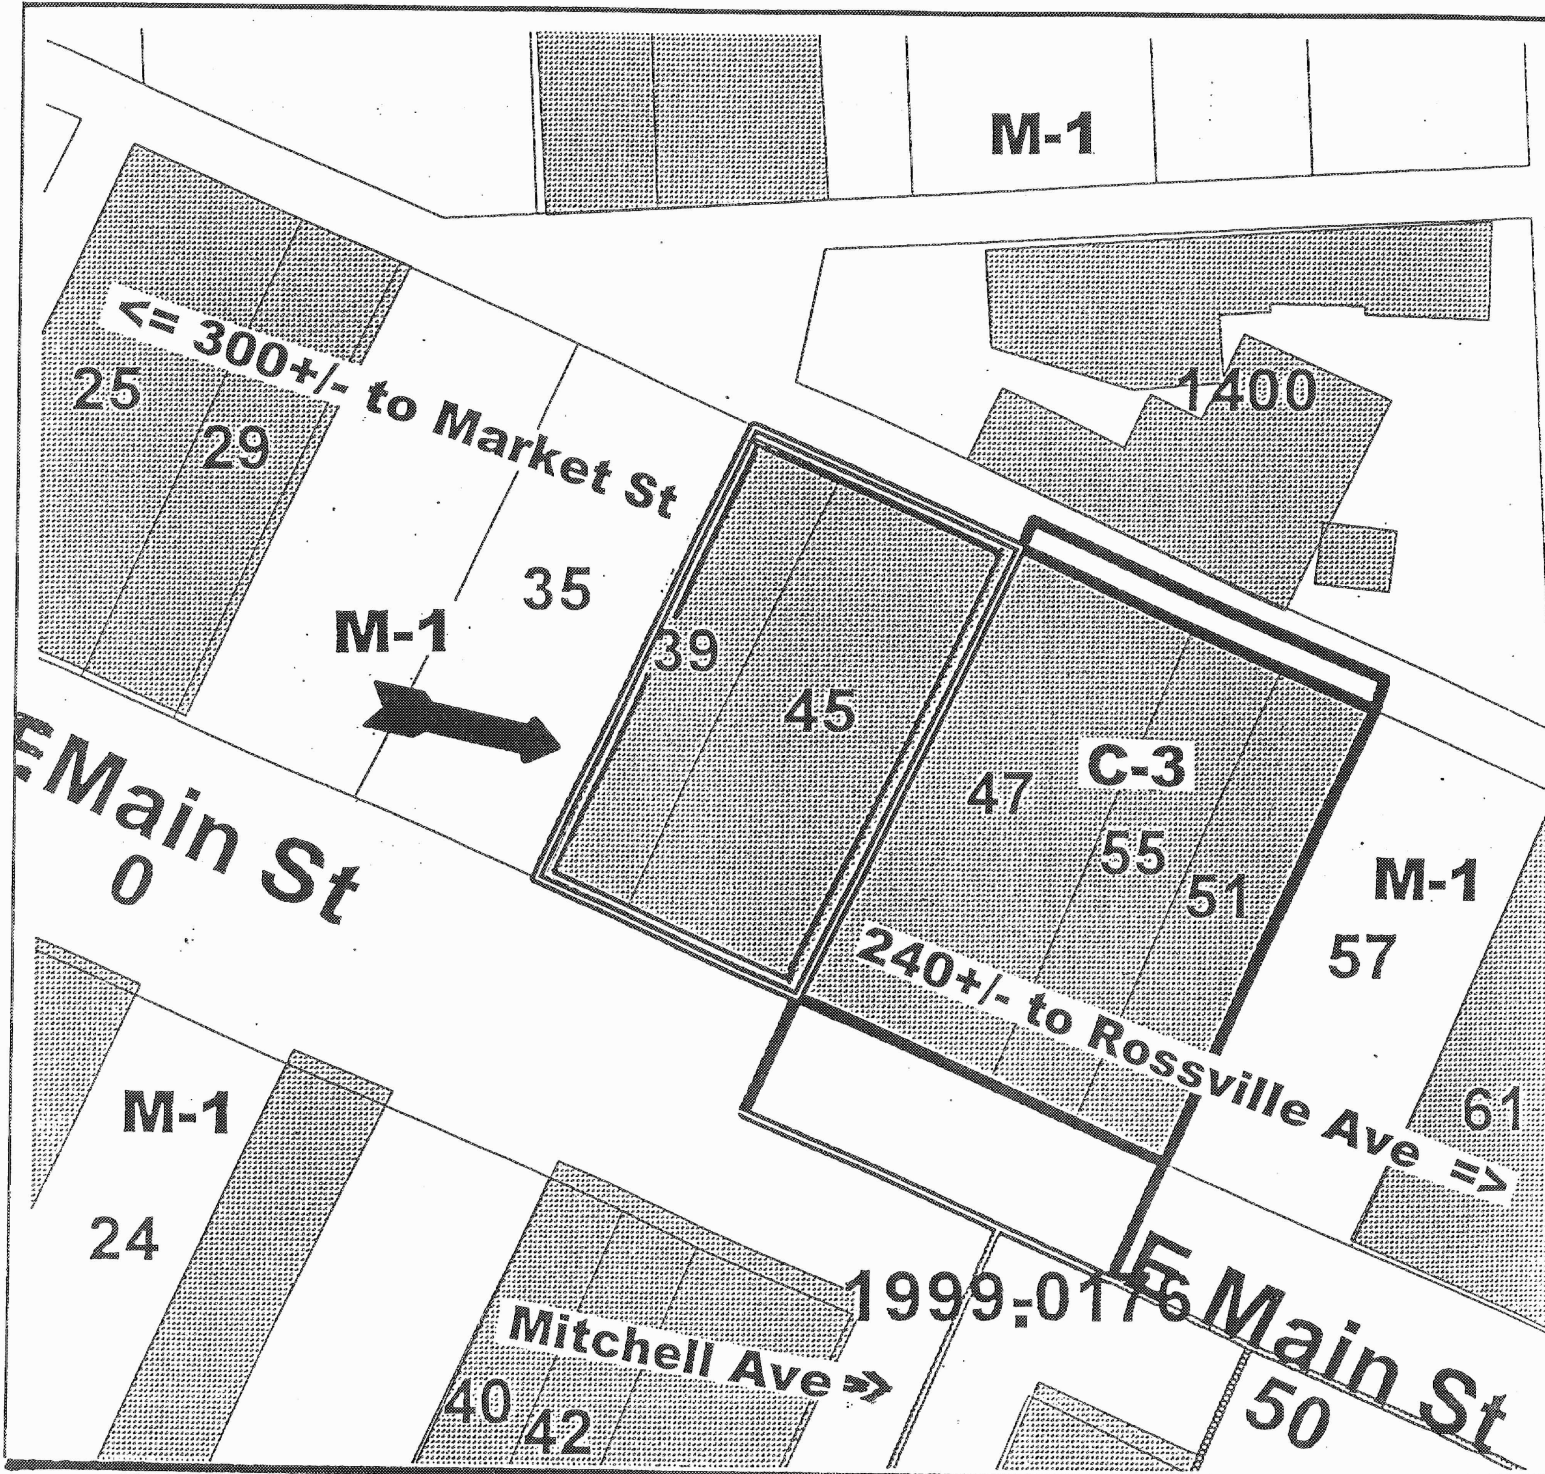 M-1
<= 300+/- to Market St
25
29
1400
35
M-1
39
45
C-3
47
55
51
M-1
57
E Main St
0
240+/- to Rossville Ave =>
61
M-1
24
1999-0176
E Main St
50
Mitchell Ave =>
40
42